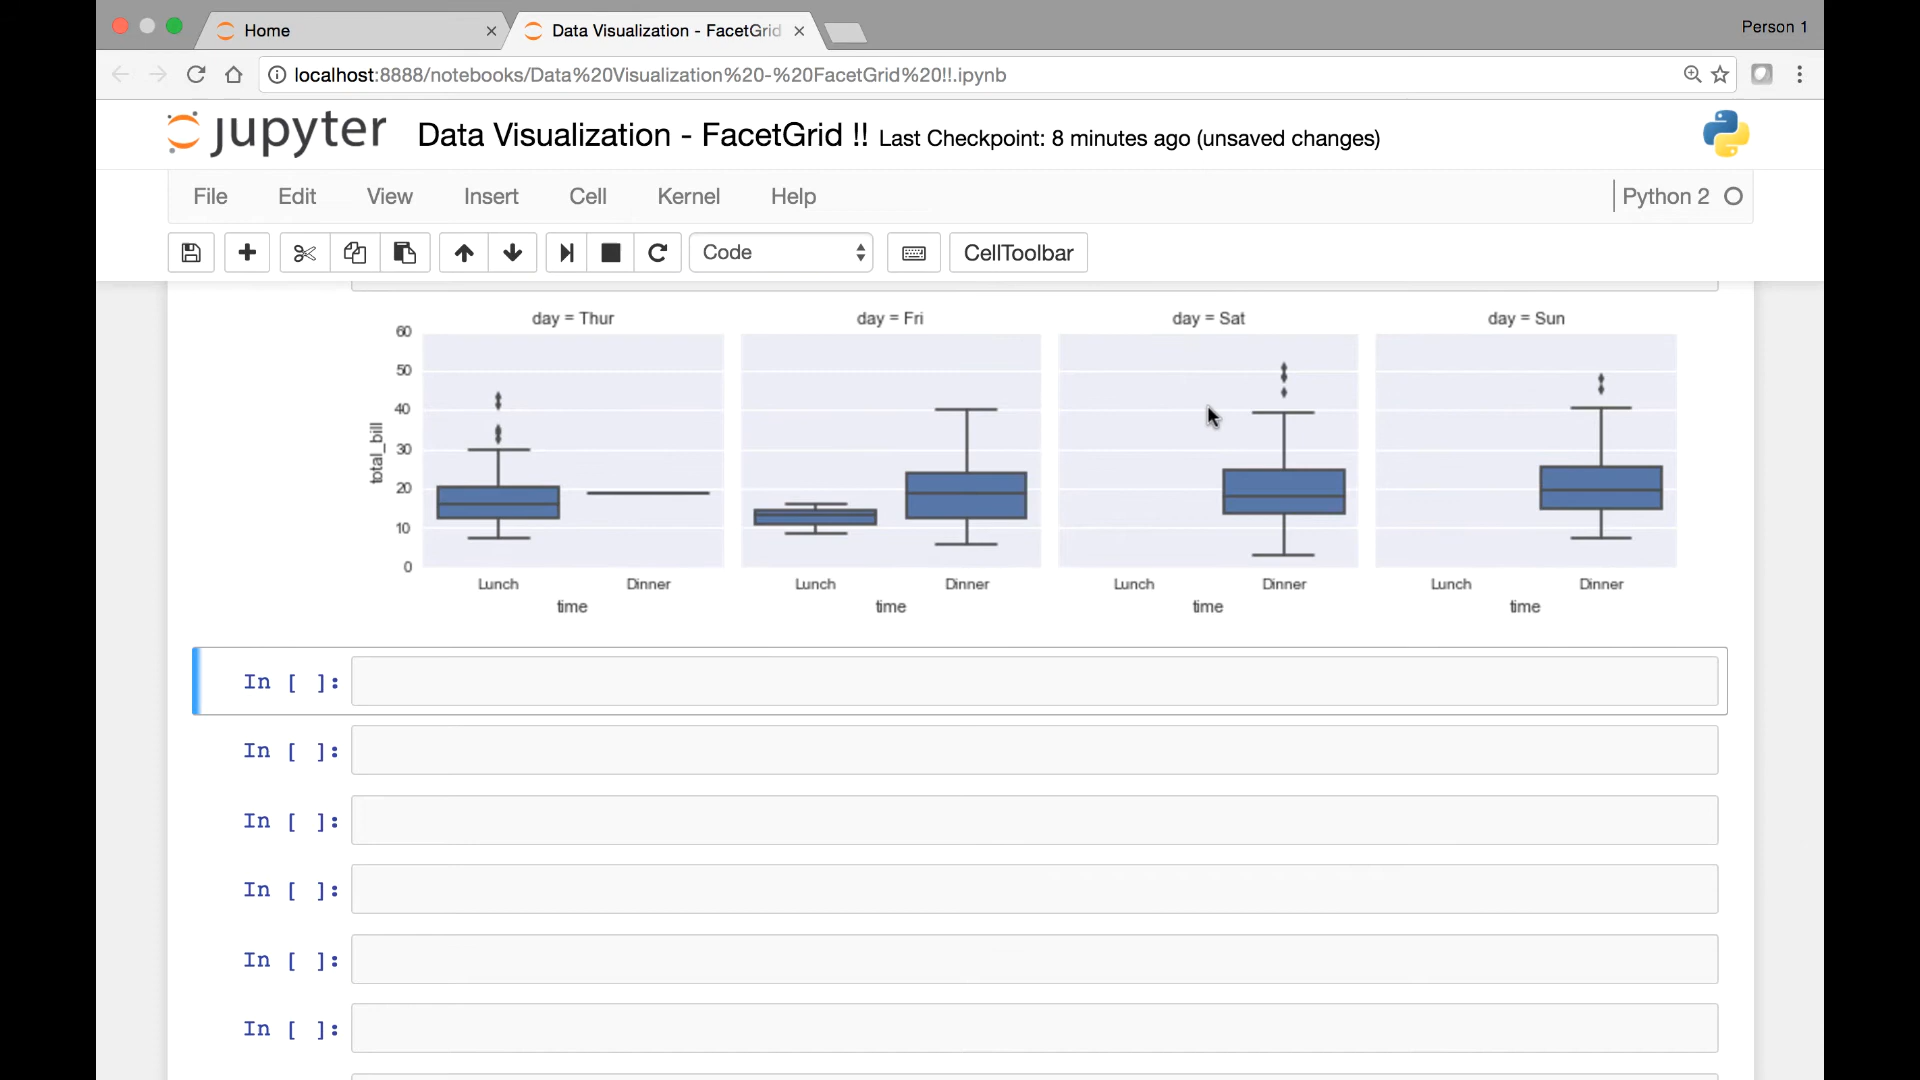 Home
Data Visualization - FacetGrid
Person 1
localhost:8888/notebooks/Data%20Visualization%20-%20FacetGrid%20!!.ipynb
jupyter Data Visualization - FacetGrid !! Last Checkpoint: 8 minutes ago (unsaved changes)
File Edit View Insert Cell Kernel Help Python 2
Code CellToolbar
day = Thur day = Fri day = Sat day = Sun
60
50
40
30
20
10
0
total_bill
Lunch Dinner Lunch Dinner Lunch Dinner Lunch Dinner
time time time time
In [ ]:
In [ ]:
In [ ]:
In [ ]:
In [ ]:
In [ ]: